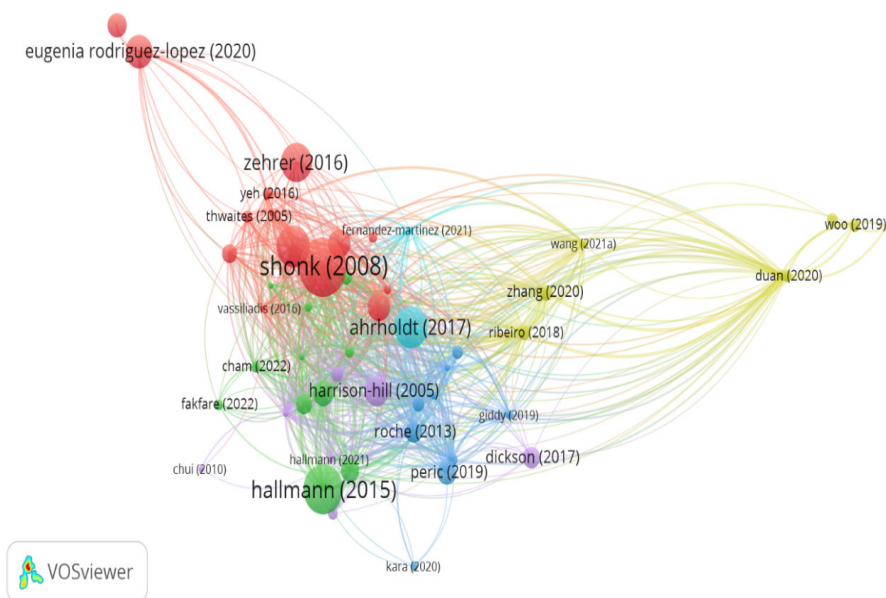 eugenia rodriguez-lopez (2020)
zehrer (2016)
yeh (2016)
thwaites (2005)
fernandez-martinez (2021)
woo (2019)
wang (2021a)
shonk (2008)
duan (2020)
zhang (2020)
vassiliadis (2016)
ahrholdt (2017)
ribeiro (2018)
cham (2022)
harrison-hill (2005)
fakfare (2022)
giddy (2019)
roche (2013)
hallmann (2021)
dickson (2017)
chui (2010)
peric (2019)
hallmann (2015)
kara (2020)
VOSviewer